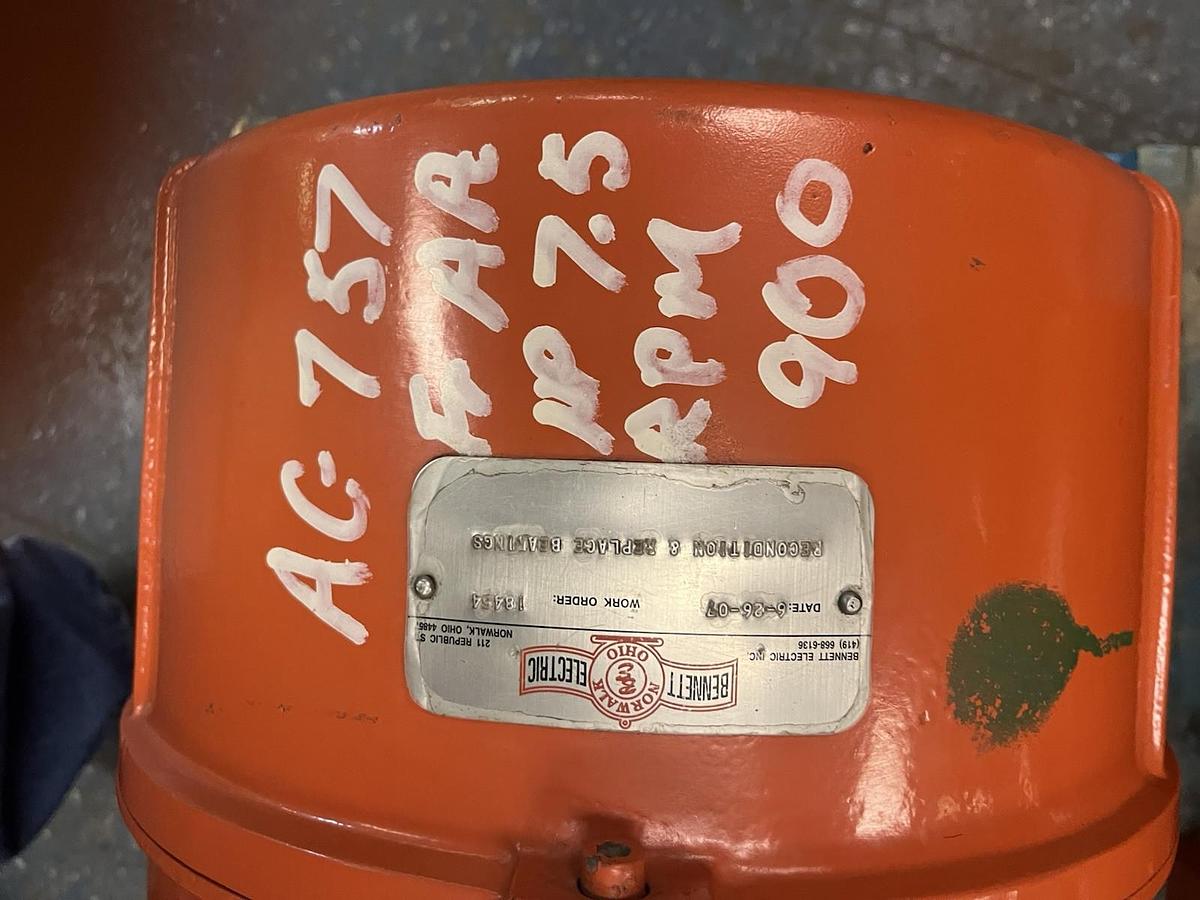 AC-757
HP 7.5
RPM
900
BENNETT NORWALK OHIO ELECTRIC
BENNETT ELECTRIC INC. 211 REPUBLIC ST
(419) 668-6136 NORWALK, OHIO 44857
DATE: 6-26-07 WORK ORDER: 18454
RECONDITION & REPLACE BEARINGS